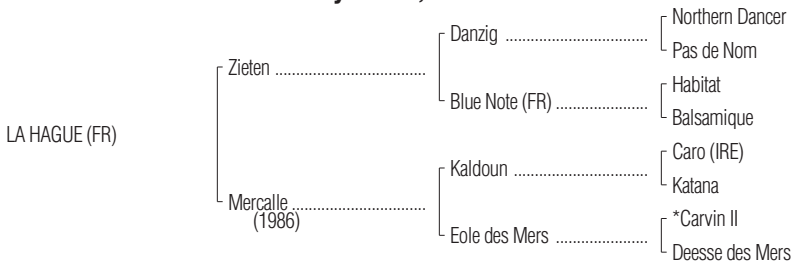 Northern Dancer
Danzig
Pas de Nom
Zieten
Habitat
Blue Note (FR)
Balsamique
LA HAGUE (FR)
Caro (IRE)
Kaldoun
Katana
Mercalle
(1986)
*Carvin II
Eole des Mers
Deesse des Mers